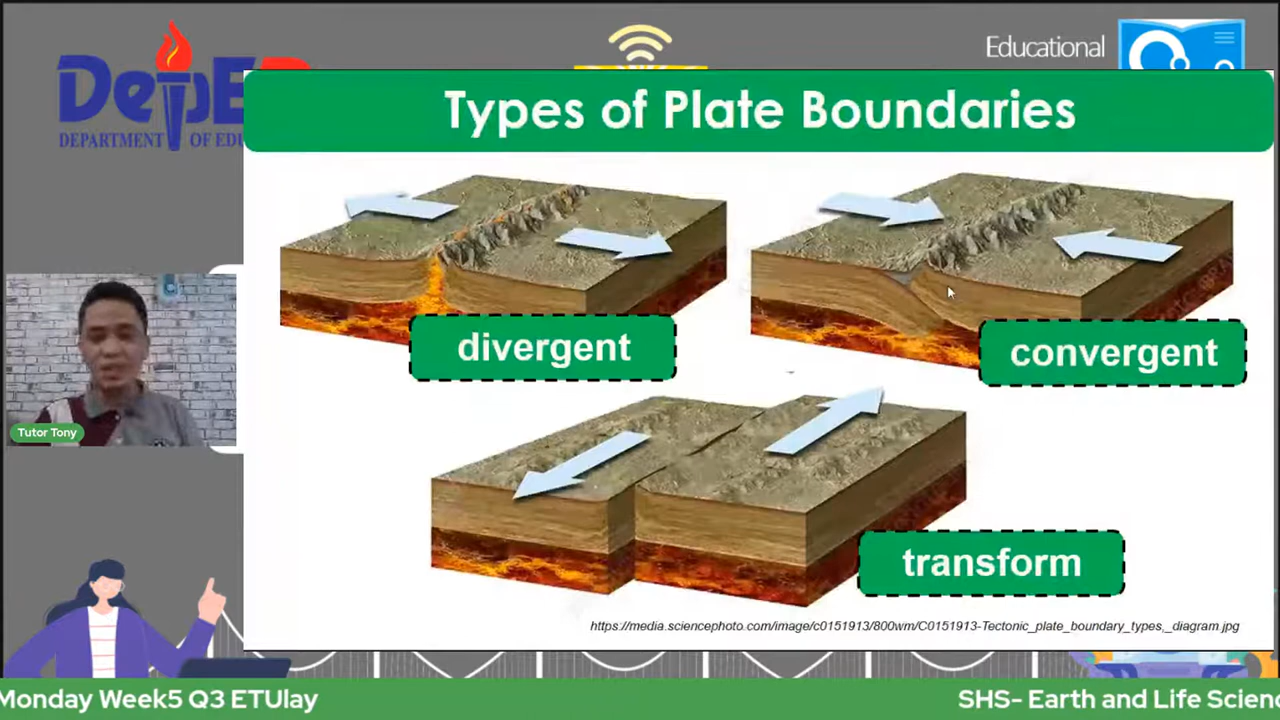 DepED
DEPARTMENT OF EDU
Educational
Types of Plate Boundaries
divergent
convergent
transform
Tutor Tony
https://media.sciencephoto.com/image/c0151913/800wm/C0151913-Tectonic_plate_boundary_types,_diagram.jpg
Monday Week5 Q3 ETUlay
SHS- Earth and Life Scienc